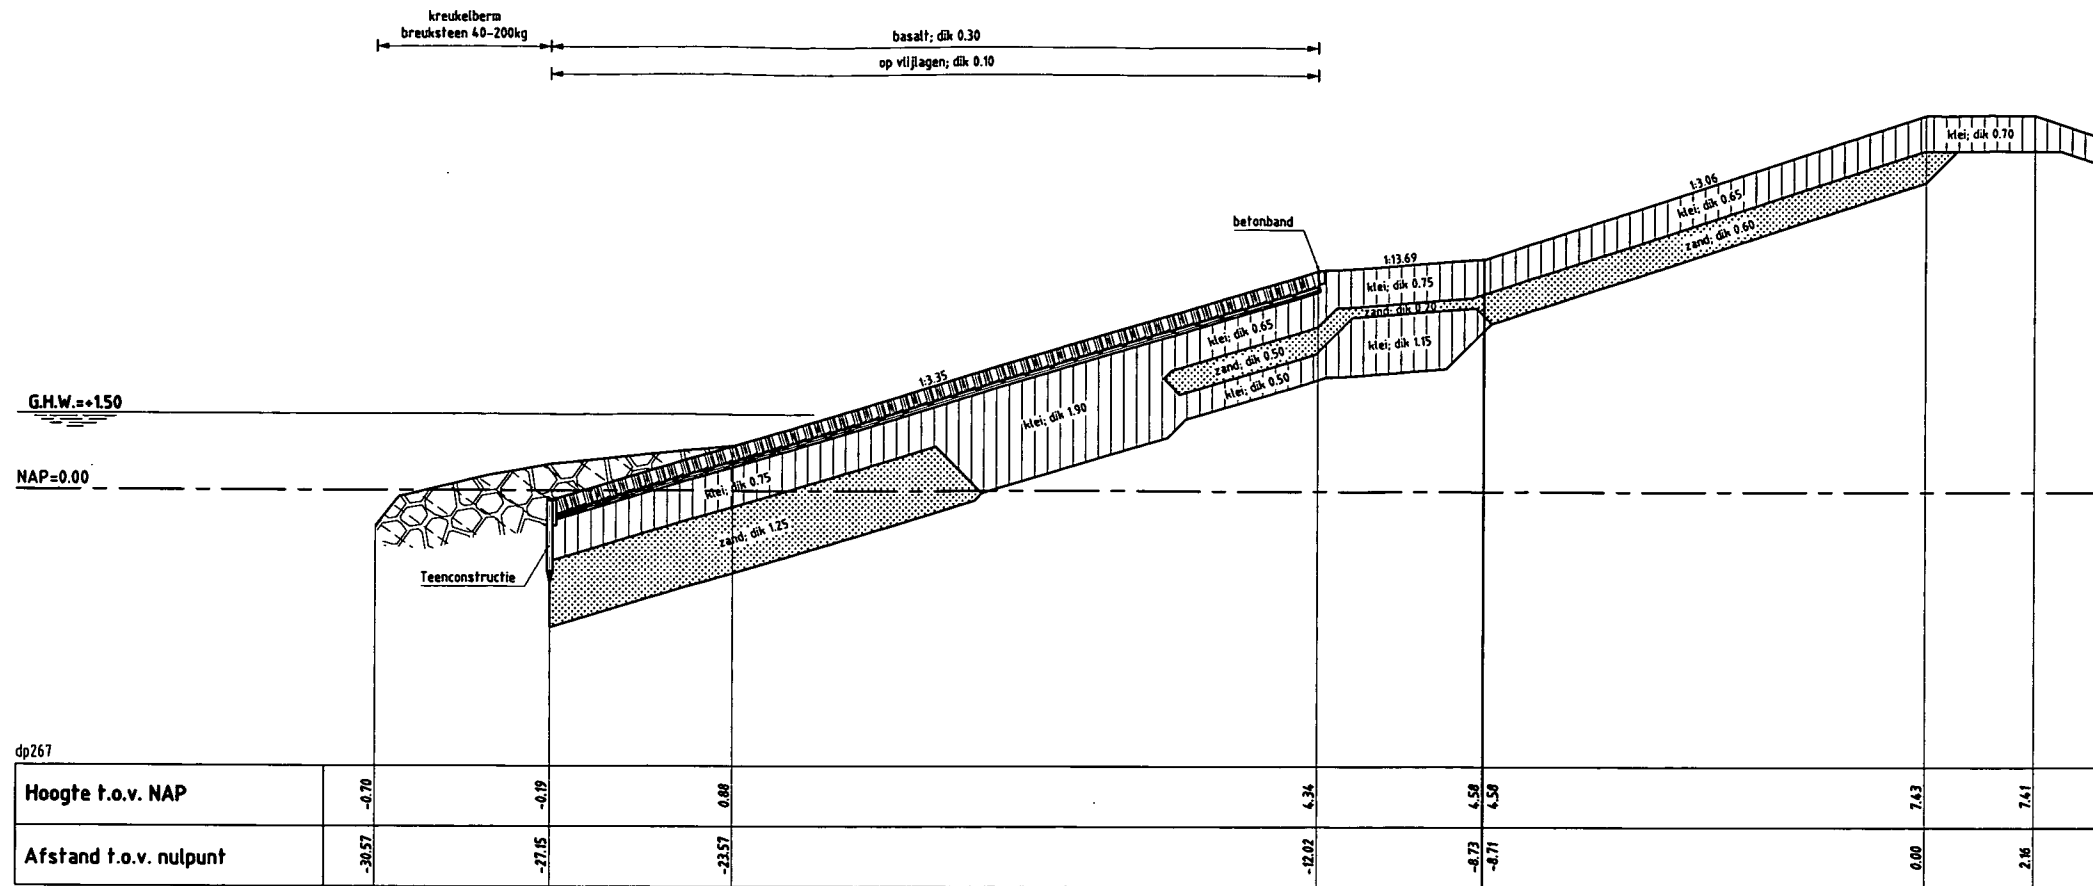 kreukelberm
breuksteen 40-200kg
basalt; dik 0.30
op vlijlagen; dik 0.10
klei; dik 0.70
1:3.06
klei; dik 0.65
zand; dik 0.60
betonband
1:13.69
klei; dik 0.75
zand; dik 0.20
klei; dik 0.65
klei; dik 1.15
zand; dik 0.50
klei; dik 0.50
1:3.35
G.H.W.=+1.50
klei; dik 1.90
NAP=0.00
klei; dik 0.75
zand; dik 1.25
Teenconstructie
dp267
Hoogte t.o.v. NAP -0.70 -0.19 0.88 4.34 4.58 4.58 7.43 7.41
Afstand t.o.v. nulpunt -30.57 -27.15 -23.57 -12.02 -8.73 -8.71 0.00 2.16